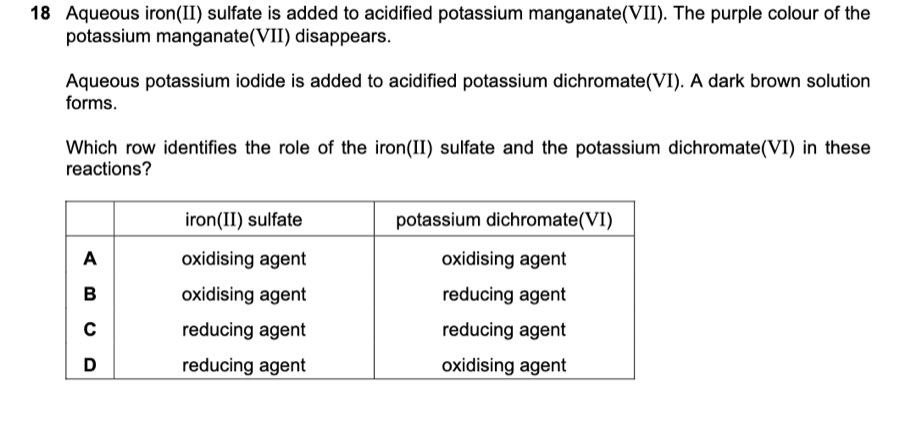 18 Aqueous iron(II) sulfate is added to acidified potassium manganate(VII). The purple colour of the
potassium manganate(VII) disappears.
Aqueous potassium iodide is added to acidified potassium dichromate(VI). A dark brown solution
forms.
Which row identifies the role of the iron(II) sulfate and the potassium dichromate(VI) in these
reactions?
iron(II) sulfate potassium dichromate(VI)
A oxidising agent oxidising agent
B oxidising agent reducing agent
C reducing agent reducing agent
D reducing agent oxidising agent